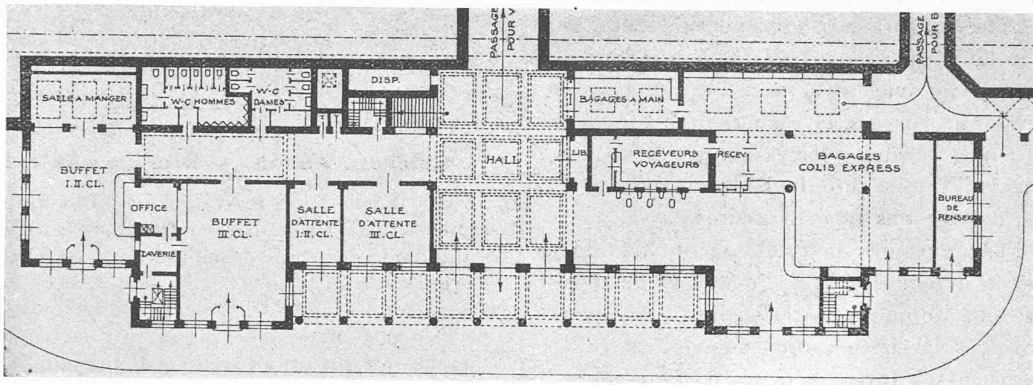 PASSAGE
POUR V
PASSAGE
POUR B
SALLE A MANGER
W-C HOMMES
W-C
DAMES
DISP.
BAGAGES A MAIN
BUFFET
I.II.CL.
OFFICE
LAVERIE
BUFFET
III CL.
SALLE
D'ATTENTE
I-II.CL.
SALLE
D'ATTENTE
III.CL.
HALL
LIB.
RECEVEURS
VOYAGEURS
RECEV.
BAGAGES
COLIS EXPRESS
BUREAU
DE
RENSEIG